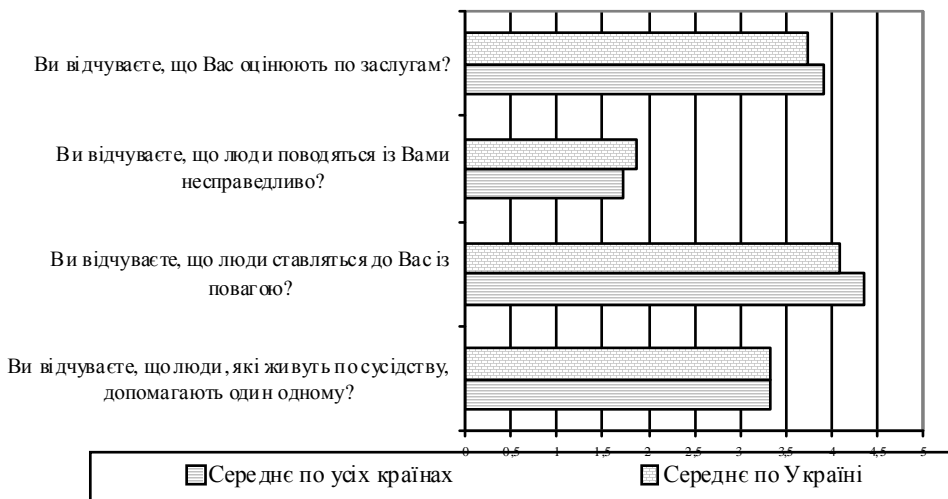 Ви відчуваєте, що Вас оцінюють по заслугам?
Ви відчуваєте, що люди поводяться із Вами
несправедливо?
Ви відчуваєте, що люди ставляться до Вас із
повагою?
Ви відчуваєте, що люди, які живуть по сусідству,
допомагають один одному?
0 0,5 1 1,5 2 2,5 3 3,5 4 4,5 5
Середнє по усіх країнах Середнє по Україні